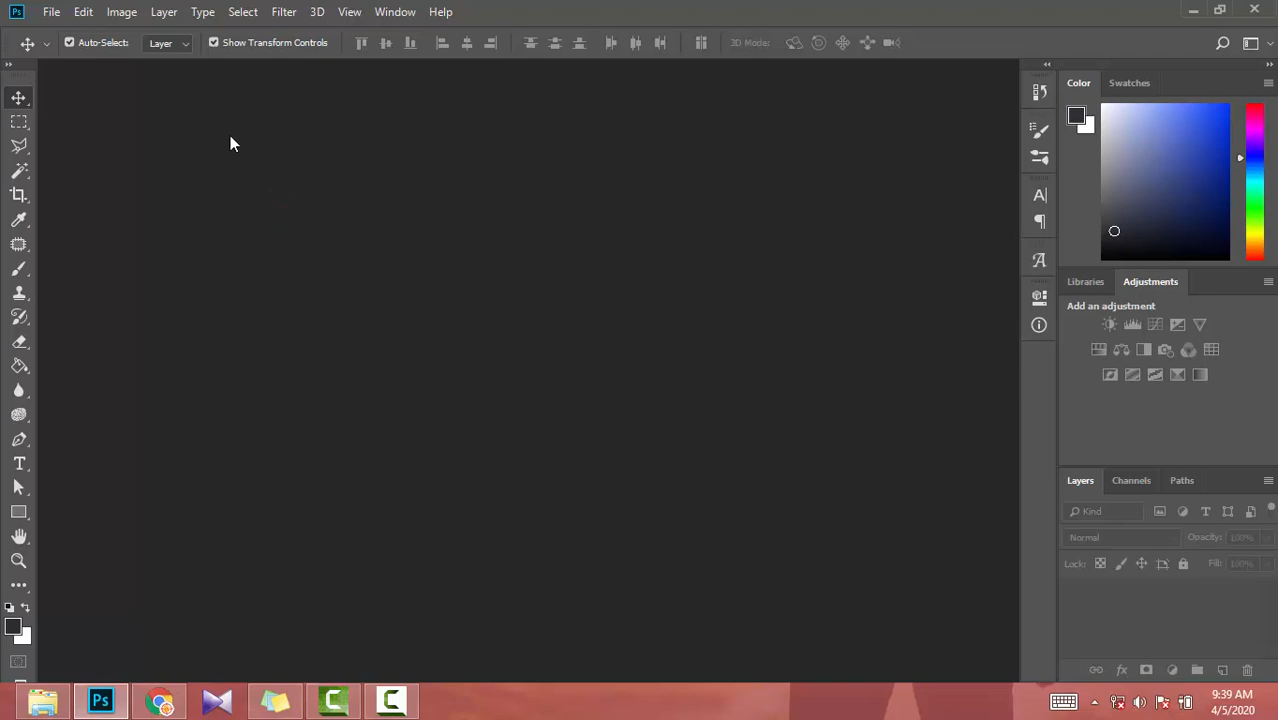 Ps File Edit Image Layer Type Select Filter 3D View Window Help
Auto-Select: Layer Show Transform Controls 3D Mode:
Color Swatches
Libraries Adjustments
Add an adjustment
Layers Channels Paths
Kind
Normal Opacity: 100%
Lock: Fill: 100%
Ps
9:39 AM
4/5/2020